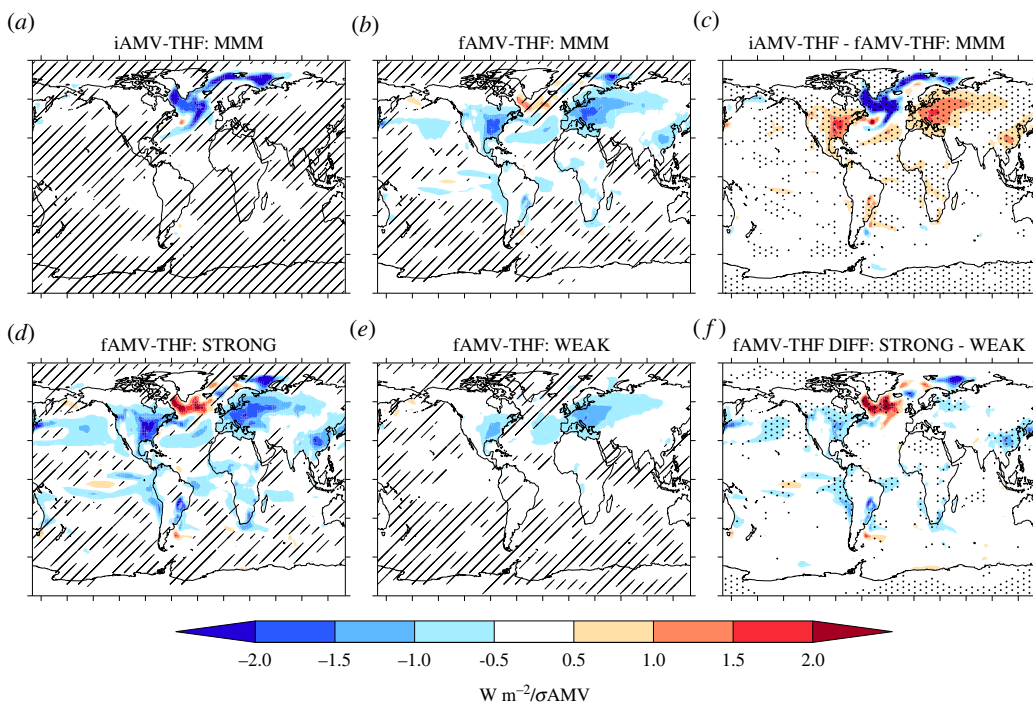 (a)
iAMV-THF: MMM
(b)
fAMV-THF: MMM
(c)
iAMV-THF - fAMV-THF: MMM
(d)
fAMV-THF: STRONG
(e)
fAMV-THF: WEAK
(f)
fAMV-THF DIFF: STRONG - WEAK
–2.0 –1.5 –1.0 -0.5 0.5 1.0 1.5 2.0
W m⁻²/σAMV